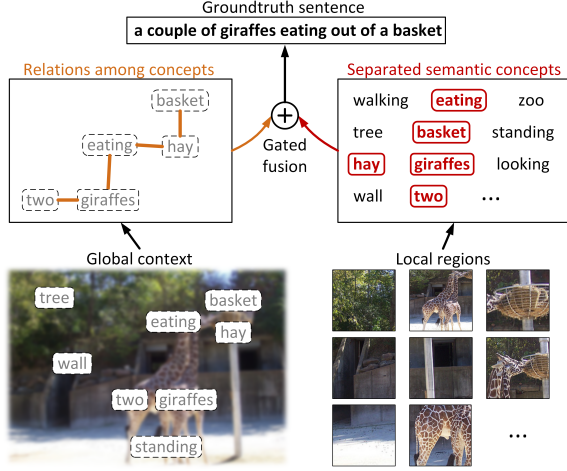 Groundtruth sentence
a couple of giraffes eating out of a basket
Relations among concepts
Separated semantic concepts
basket
eating
hay
two
giraffes
Gated
fusion
walking eating zoo
tree basket standing
hay giraffes looking
wall two ...
Global context
Local regions
tree
basket
eating
hay
wall
two
giraffes
standing
...